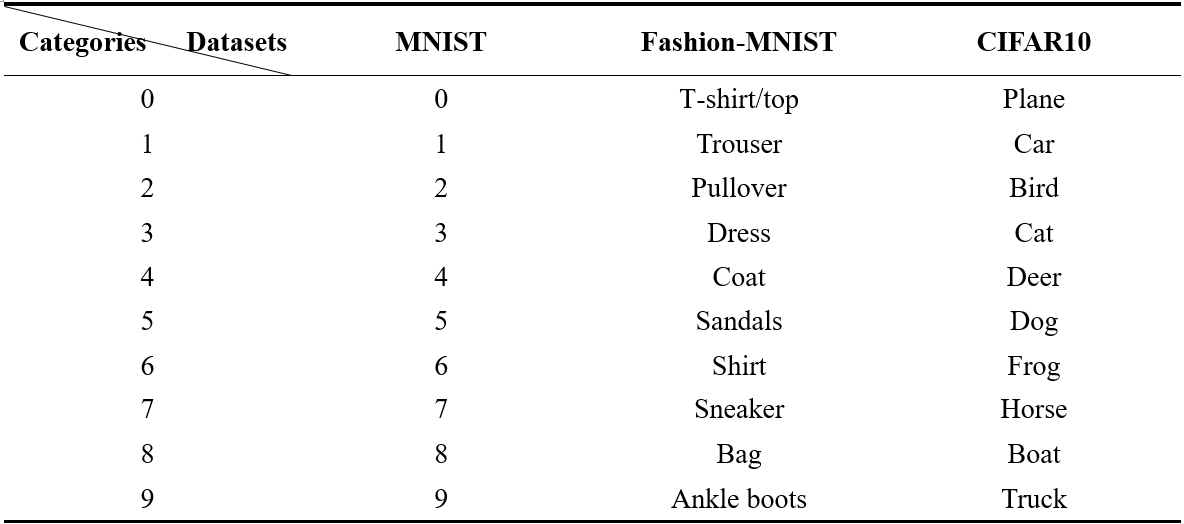 Categories Datasets MNIST Fashion-MNIST CIFAR10
0 0 T-shirt/top Plane
1 1 Trouser Car
2 2 Pullover Bird
3 3 Dress Cat
4 4 Coat Deer
5 5 Sandals Dog
6 6 Shirt Frog
7 7 Sneaker Horse
8 8 Bag Boat
9 9 Ankle boots Truck